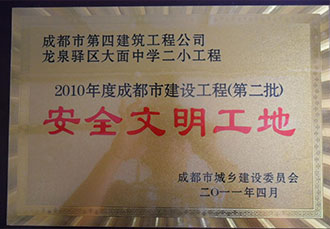 成都市第四建筑工程公司
龙泉驿区大面中学二小工程
2010年度成都市建设工程(第二批)
安全文明工地
成都市城乡建设委员会
二〇一一年四月